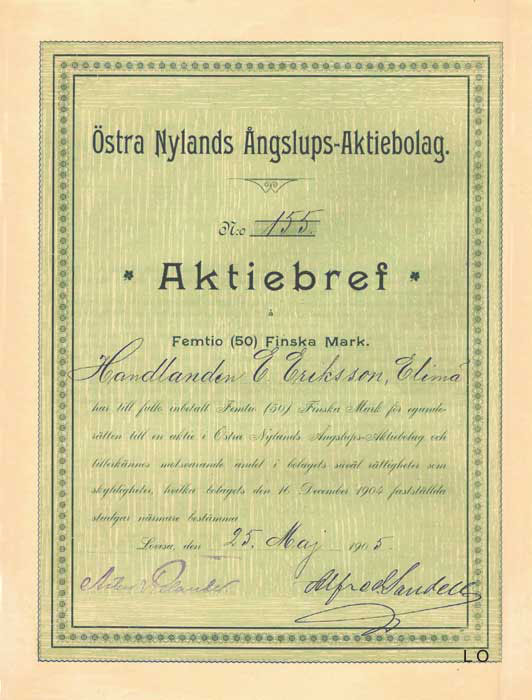 Östra Nylands Ångslups-Aktiebolag.
N:o 155.
Aktiebref
à
Femtio (50) Finska Mark.
Handlanden E. Eriksson, Elimä
har till fullo inbetalt Femtio (50) Finska Mark för egande-
rätten till en aktie i Östra Nylands Ångslups-Aktiebolag och
tillerkännes motsvarande andel i bolagets såväl rättigheter som
skyldigheter, hvilka bolagets den 16 December 1904 fastställda
stadgar närmare bestämma.
Lovisa, den 25. Maj 1905.
Alfred Sandell
LO